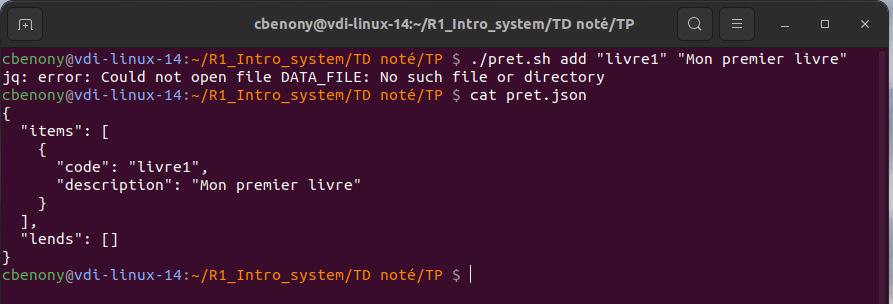 cbenony@vdi-linux-14:~/R1_Intro_system/TD noté/TP
cbenony@vdi-linux-14:~/R1_Intro_system/TD noté/TP $ ./pret.sh add "livre1" "Mon premier livre"
jq: error: Could not open file DATA_FILE: No such file or directory
cbenony@vdi-linux-14:~/R1_Intro_system/TD noté/TP $ cat pret.json
{
  "items": [
    {
      "code": "livre1",
      "description": "Mon premier livre"
    }
  ],
  "lends": []
}
cbenony@vdi-linux-14:~/R1_Intro_system/TD noté/TP $